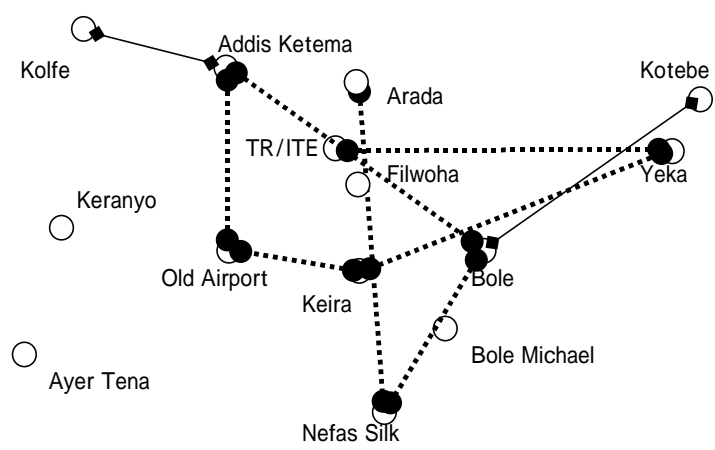 Addis Ketema
Kolfe
Kotebe
Arada
TR/ITE
Filwoha
Yeka
Keranyo
Old Airport
Bole
Keira
Bole Michael
Ayer Tena
Nefas Silk